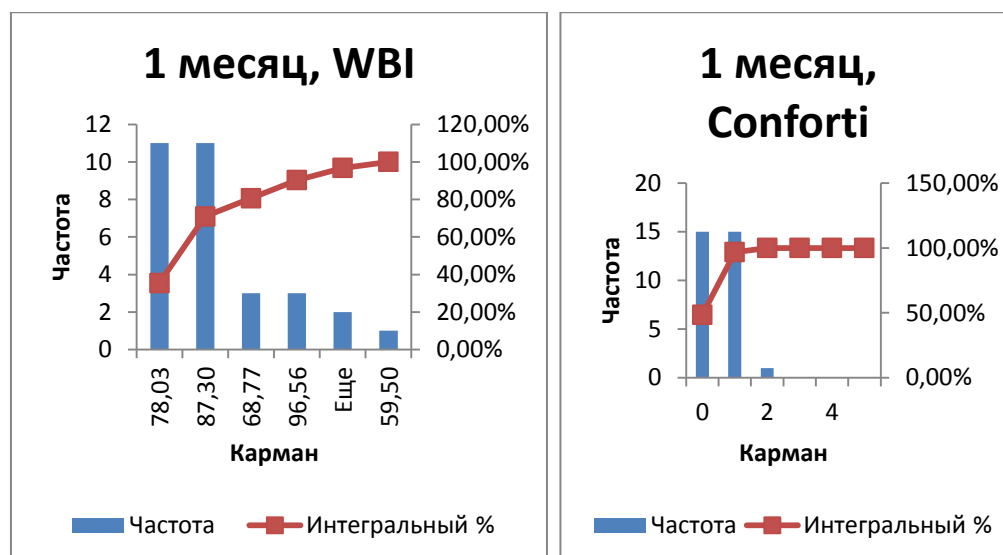 1 месяц, WBI
12
10
8
6
4
2
0
120,00%
100,00%
80,00%
60,00%
40,00%
20,00%
0,00%
Частота
78,03
87,30
68,77
96,56
Еще
59,50
Карман
Частота
Интегральный %
1 месяц,
Conforti
20
15
10
5
0
150,00%
100,00%
50,00%
0,00%
Частота
0
2
4
Карман
Частота
Интегральный %